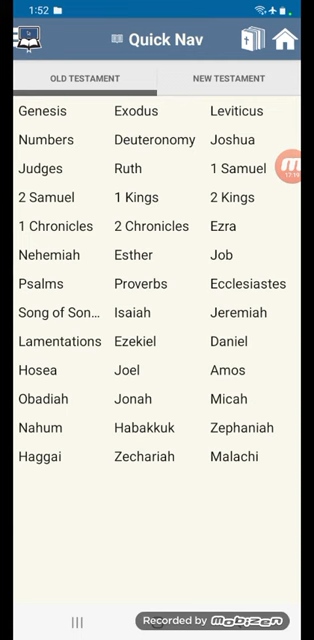 1:52
Quick Nav
OLD TESTAMENT NEW TESTAMENT
Genesis Exodus Leviticus
Numbers Deuteronomy Joshua
Judges Ruth 1 Samuel
2 Samuel 1 Kings 2 Kings
17:19
1 Chronicles 2 Chronicles Ezra
Nehemiah Esther Job
Psalms Proverbs Ecclesiastes
Song of Son... Isaiah Jeremiah
Lamentations Ezekiel Daniel
Hosea Joel Amos
Obadiah Jonah Micah
Nahum Habakkuk Zephaniah
Haggai Zechariah Malachi
Recorded by mobizen